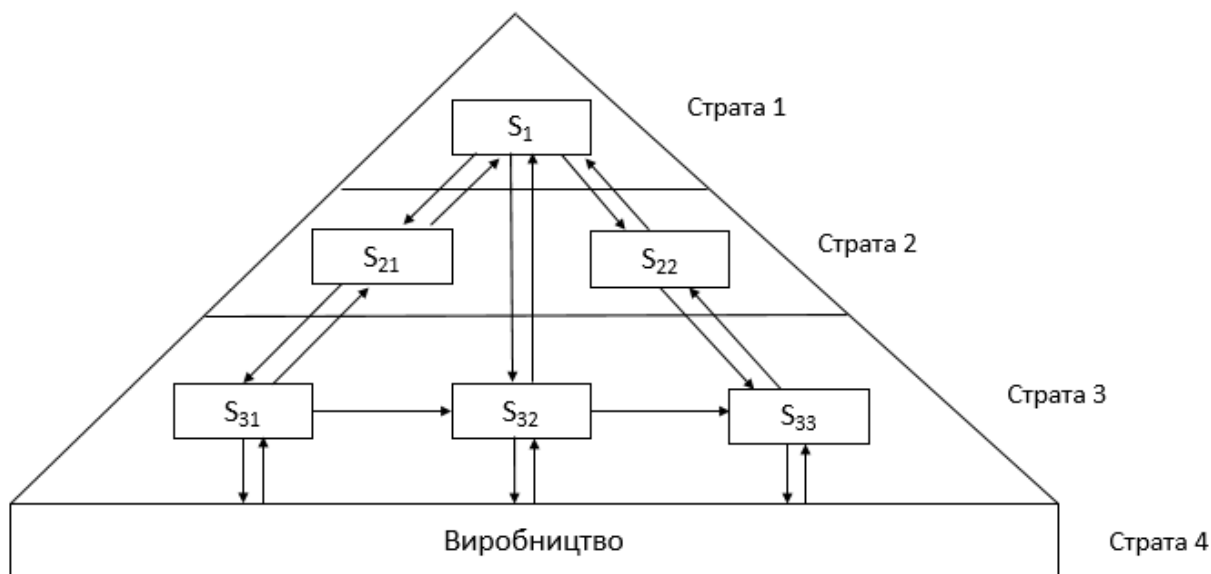 Страта 1
S₁
Страта 2
S₂₁
S₂₂
Страта 3
S₃₁
S₃₂
S₃₃
Виробництво
Страта 4